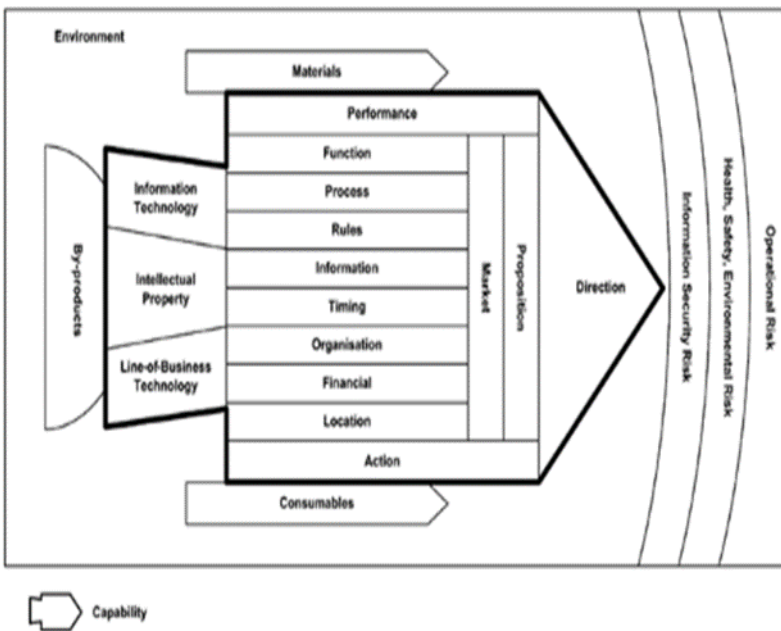 Environment
Materials
Performance
Function
Process
Rules
Information
Timing
Organisation
Financial
Location
Action
Consumables
Information
Technology
Intellectual
Property
Line-of-Business
Technology
By-products
Market
Proposition
Direction
Information Security Risk
Health, Safety, Environmental Risk
Operational Risk
Capability